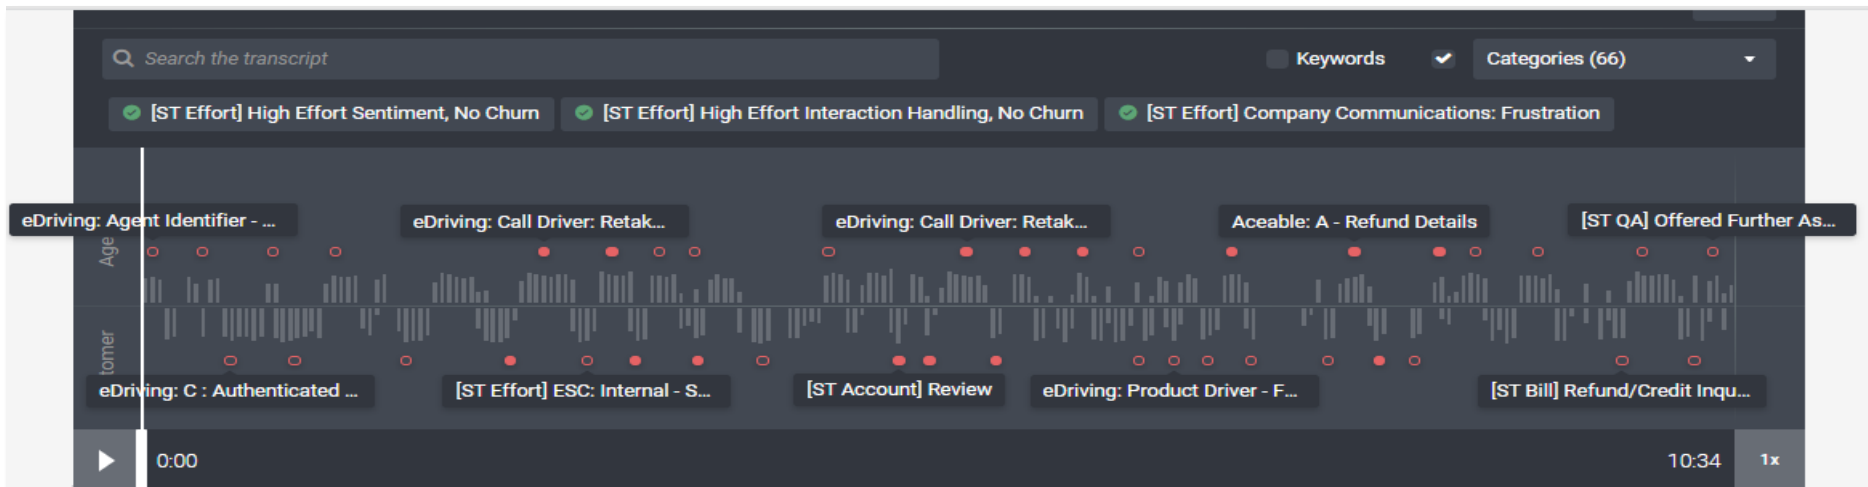 Search the transcript
Keywords
Categories (66)
[ST Effort] High Effort Sentiment, No Churn
[ST Effort] High Effort Interaction Handling, No Churn
[ST Effort] Company Communications: Frustration
eDriving: Agent Identifier - ...
eDriving: Call Driver: Retak...
eDriving: Call Driver: Retak...
Aceable: A - Refund Details
[ST QA] Offered Further As...
Age
tomer
eDriving: C : Authenticated ...
[ST Effort] ESC: Internal - S...
[ST Account] Review
eDriving: Product Driver - F...
[ST Bill] Refund/Credit Inqu...
0:00
10:34
1x